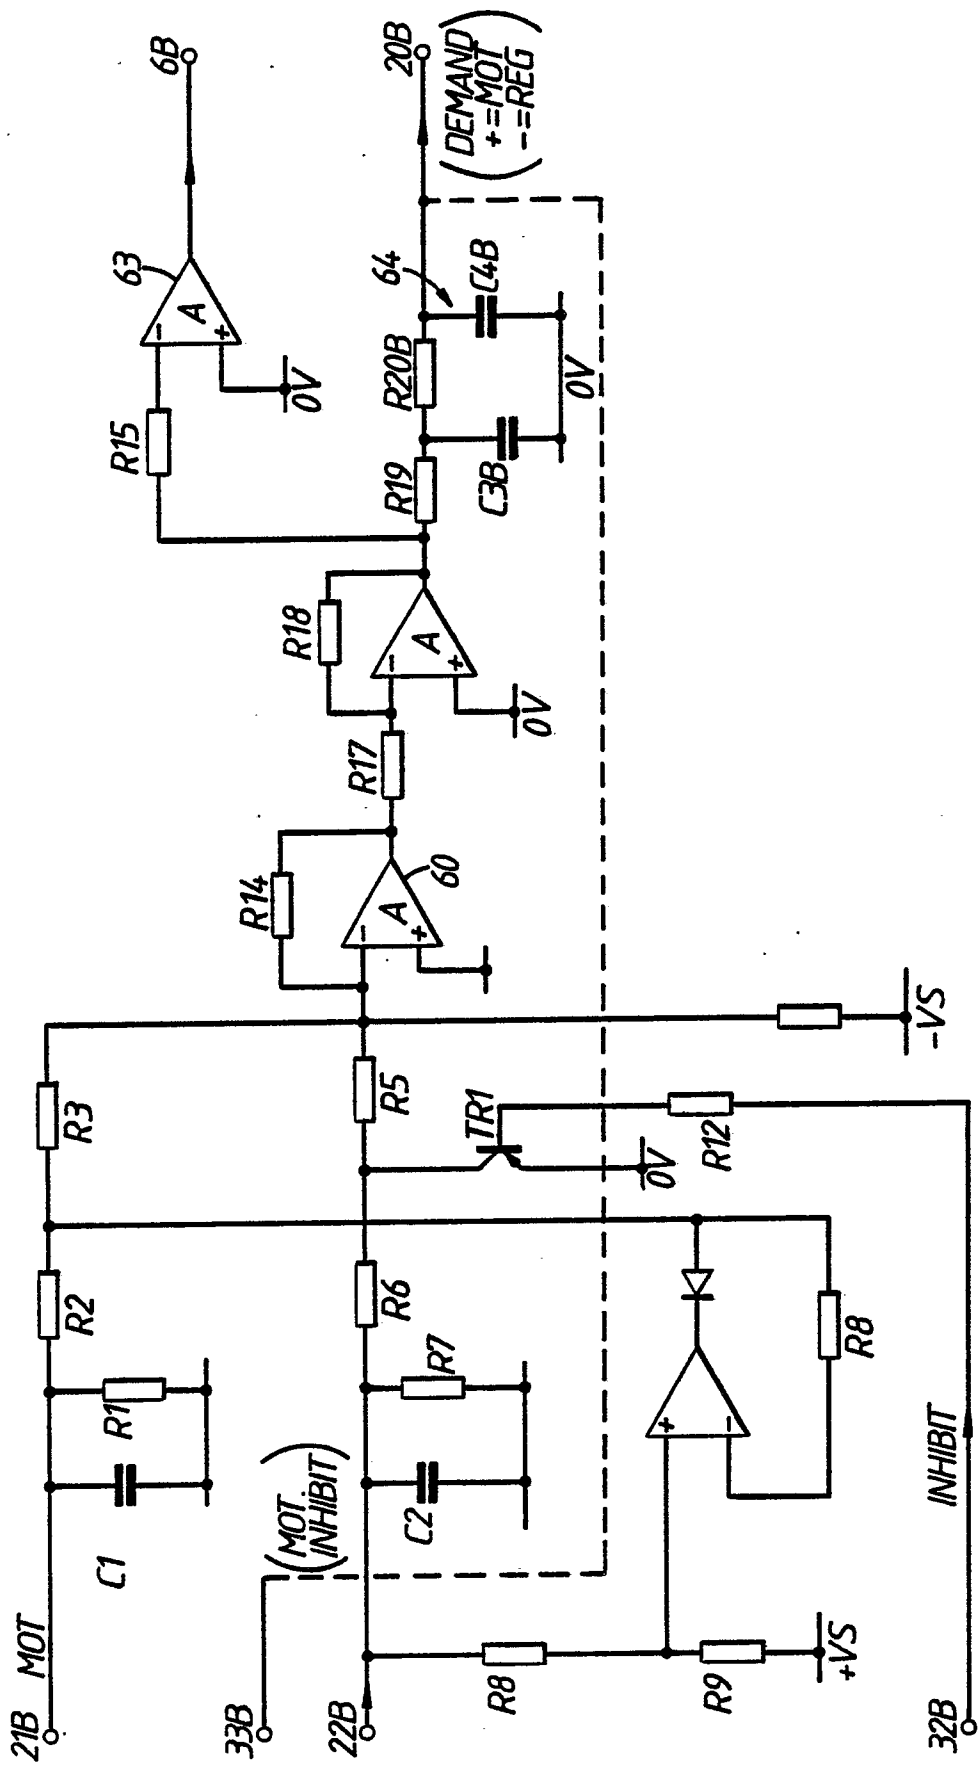 21B MOT
C1
R1
R2
R3
33B
(MOT.
INHIBIT)
22B
C2
R7
R6
R5
R14
-
A
+
60
R17
R18
-
A
+
0V
R15
-
A
+
63
0V
6B
R19
R20B
C3B
C4B
64
0V
20B
(DEMAND
+=MOT
-=REG)
TR1
0V
R12
-VS
R8
R9
+VS
+
-
R8
32B
INHIBIT